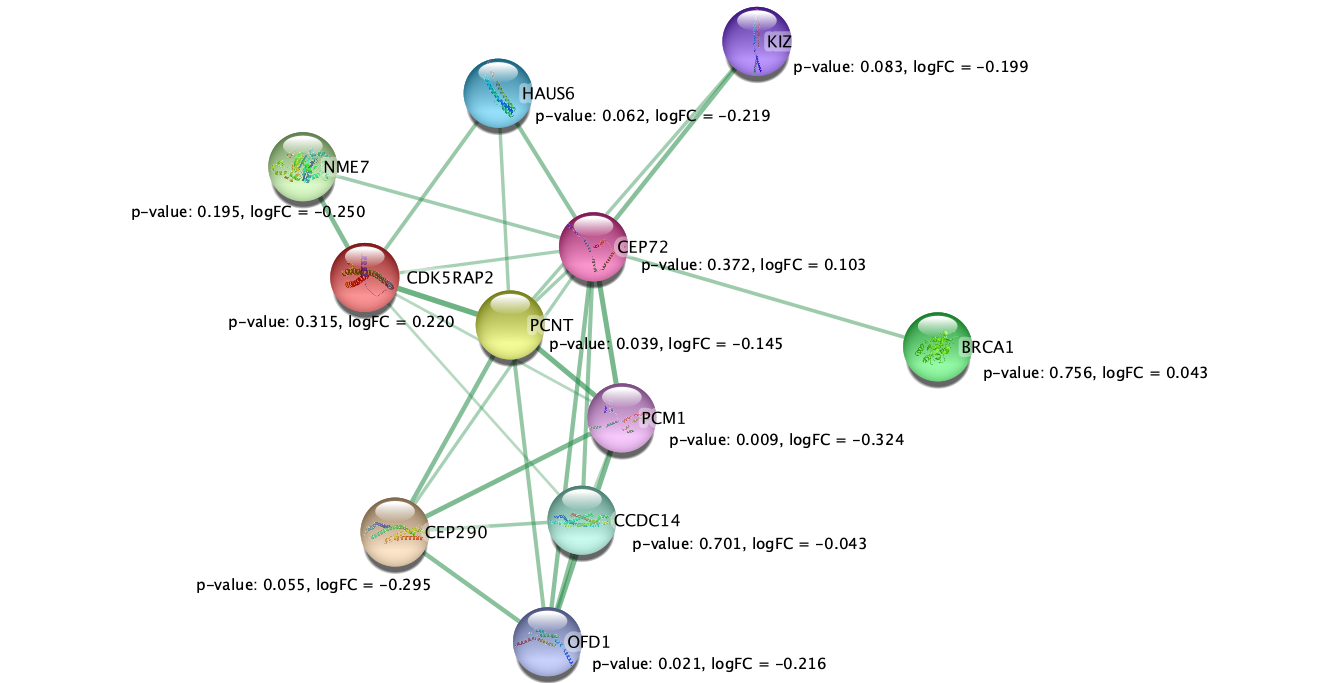 KIZ
p-value: 0.083, logFC = -0.199
HAUS6
p-value: 0.062, logFC = -0.219
NME7
p-value: 0.195, logFC = -0.250
CEP72
p-value: 0.372, logFC = 0.103
CDK5RAP2
p-value: 0.315, logFC = 0.220
PCNT
p-value: 0.039, logFC = -0.145
BRCA1
p-value: 0.756, logFC = 0.043
PCM1
p-value: 0.009, logFC = -0.324
CCDC14
p-value: 0.701, logFC = -0.043
CEP290
p-value: 0.055, logFC = -0.295
OFD1
p-value: 0.021, logFC = -0.216